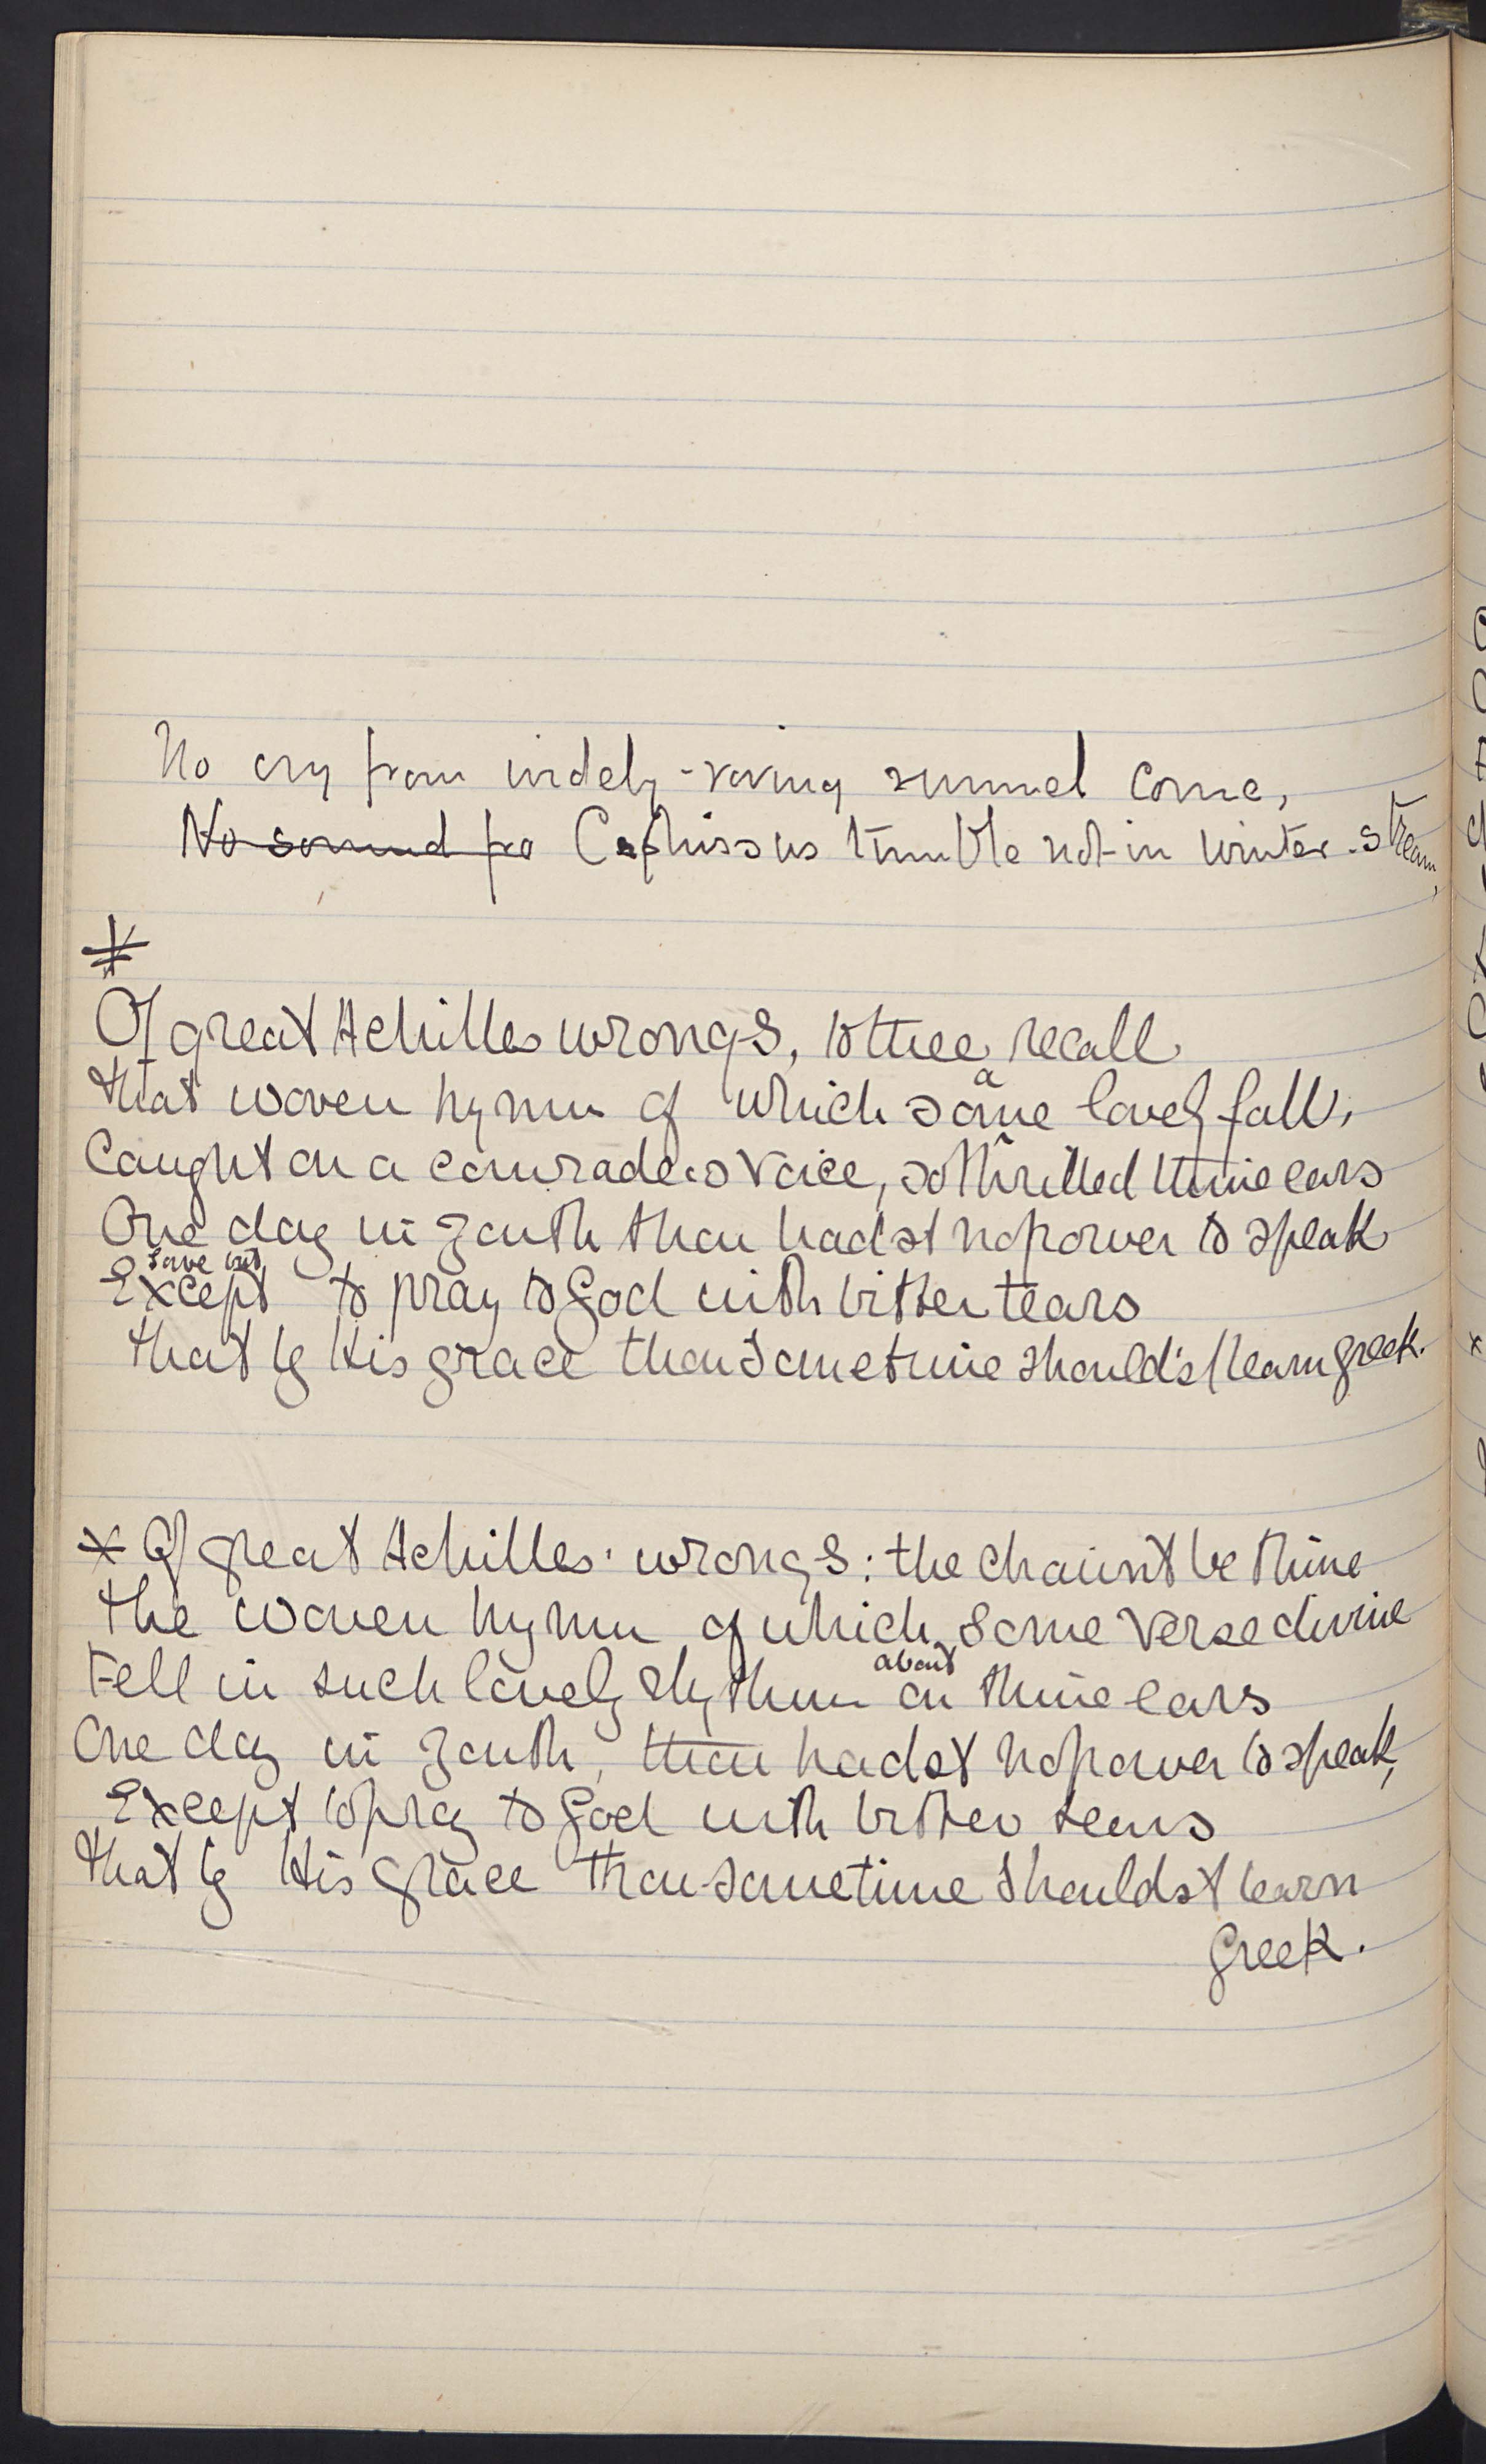 No cry from widely-roving runnel come,
No sound fro Cephissus tumble not in winter-stream,
*
Of great Achilles wrongs, to thee recall
a
that woven hymn of which some lovely fall,
Caught on a comrade's voice, so thrilled thine ears
One day in youth thou hadst no power to speak
save but
Except to pray to God with bitter tears
that by His grace thou sometime should'st learn Greek.
* Of great Achilles' wrongs: the chaunt be thine
the woven hymn of which some verse divine
about
Fell in such lovely rhythm on thine ears
One day in youth, thou hadst no power to speak,
Except to pray to God with bitter tears
that by His grace thou sometime shouldst learn
Greek.